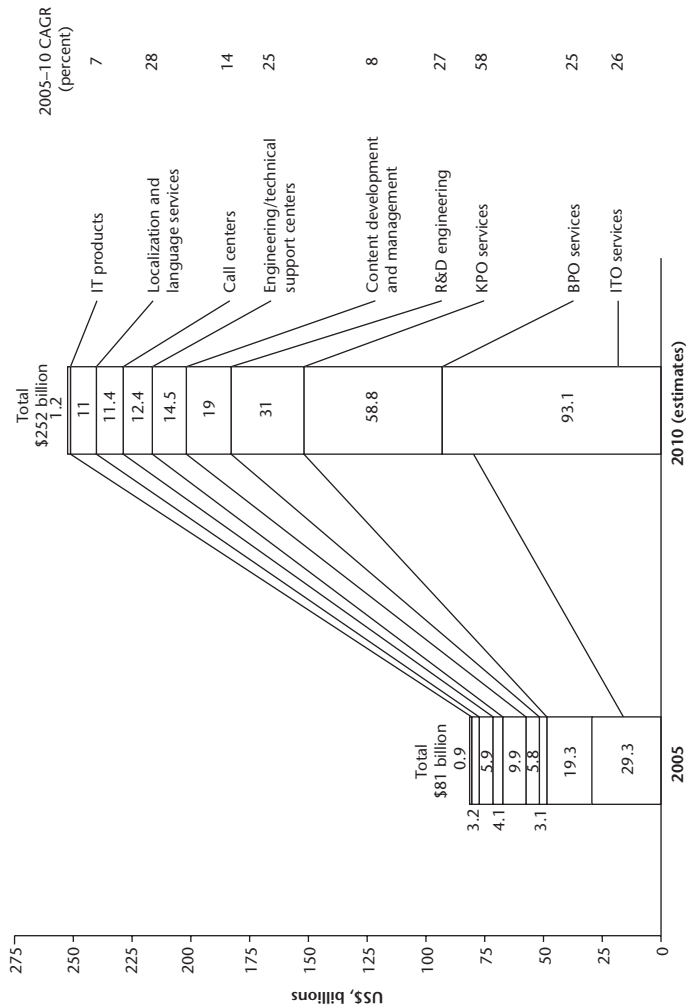 2005–10 CAGR
(percent)
Total
$252 billion
1.2
IT products
7
11
Localization and
language services
28
11.4
Call centers
14
12.4
Engineering/technical
support centers
25
14.5
Content development
and management
8
19
R&D engineering
27
31
KPO services
58
58.8
BPO services
25
93.1
ITO services
26
Total
$81 billion
0.9
3.2
5.9
4.1
9.9
5.8
3.1
19.3
29.3
275
250
225
200
175
150
125
100
75
50
25
0
US$, billions
2005
2010 (estimates)